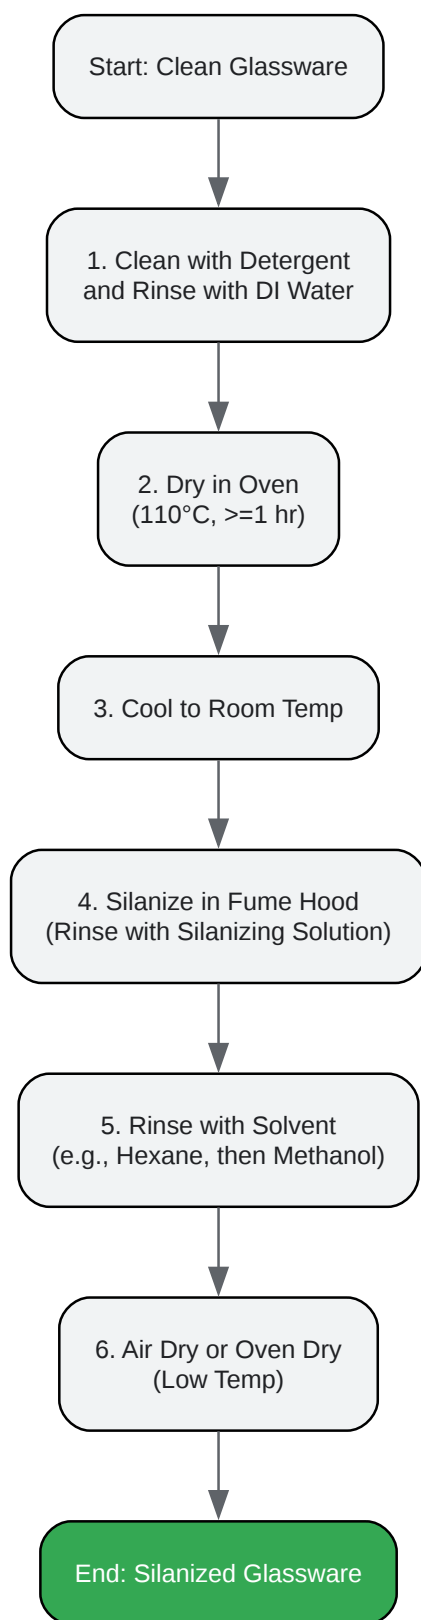 Start: Clean Glassware
1. Clean with Detergent
and Rinse with DI Water
2. Dry in Oven
(110°C, >=1 hr)
3. Cool to Room Temp
4. Silanize in Fume Hood
(Rinse with Silanizing Solution)
5. Rinse with Solvent
(e.g., Hexane, then Methanol)
6. Air Dry or Oven Dry
(Low Temp)
End: Silanized Glassware